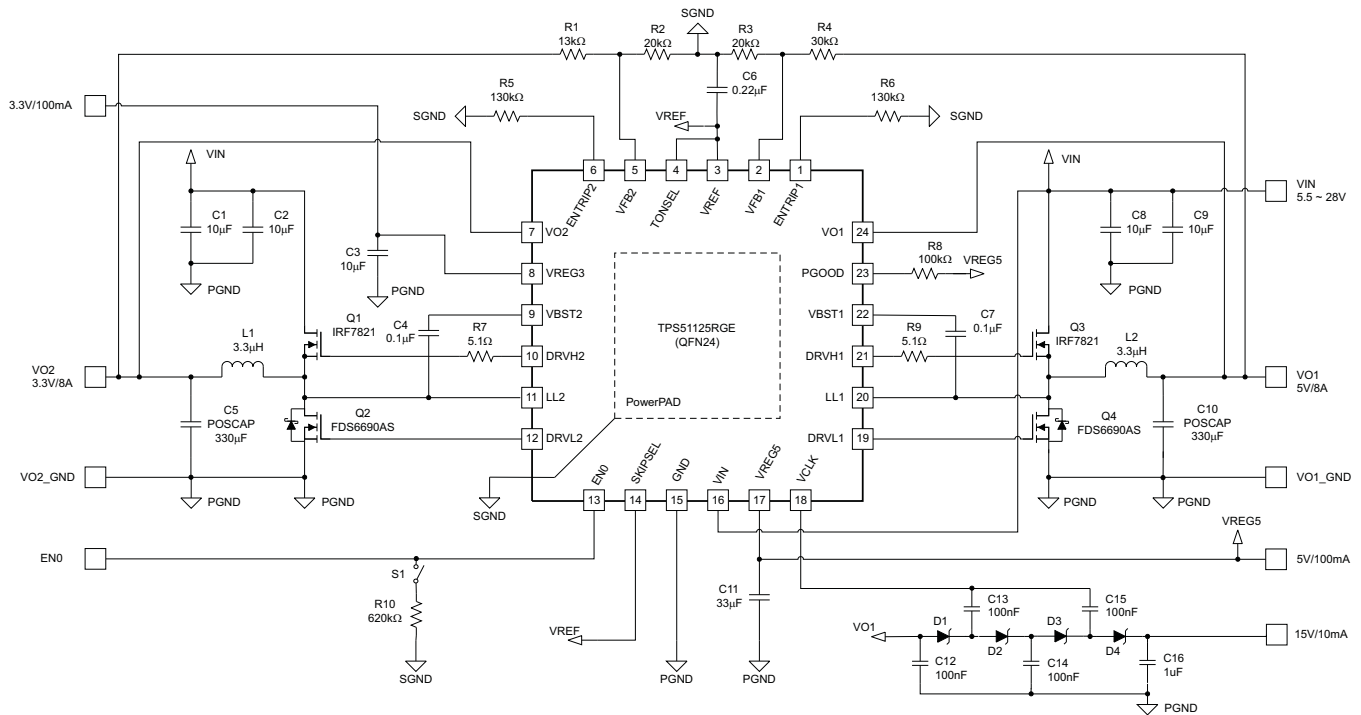 SGND
R1
13kΩ
R2
20kΩ
R3
20kΩ
R4
30kΩ
C6
0.22µF
3.3V/100mA
R5
130kΩ
SGND
VREF
R6
130kΩ
SGND
VIN
6
5
4
3
2
1
ENTRIP2
VFB2
TONSEL
VREF
VFB1
ENTRIP1
VIN
VIN
5.5 ~ 28V
C1
10µF
C2
10µF
C3
10µF
PGND
PGND
7
VO2
8
VREG3
9
VBST2
10
DRVH2
11
LL2
12
DRVL2
VO1
24
PGOOD
23
VBST1
22
DRVH1
21
LL1
20
DRVL1
19
R8
100kΩ
VREG5
C8
10µF
C9
10µF
PGND
TPS51125RGE
(QFN24)
PowerPAD
Q1
IRF7821
C4
0.1µF
R7
5.1Ω
R9
5.1Ω
C7
0.1µF
Q3
IRF7821
L1
3.3µH
L2
3.3µH
VO2
3.3V/8A
VO1
5V/8A
C5
POSCAP
330µF
Q2
FDS6690AS
Q4
FDS6690AS
C10
POSCAP
330µF
VO2_GND
PGND
PGND
SGND
EN0
SKIPSEL
GND
VIN
VREG5
VCLK
13
14
15
16
17
18
PGND
PGND
VO1_GND
VREG5
EN0
5V/100mA
S1
R10
620kΩ
SGND
VREF
PGND
C11
33µF
PGND
C13
100nF
C15
100nF
VO1
D1
D2
D3
D4
15V/10mA
C12
100nF
C14
100nF
C16
1uF
PGND